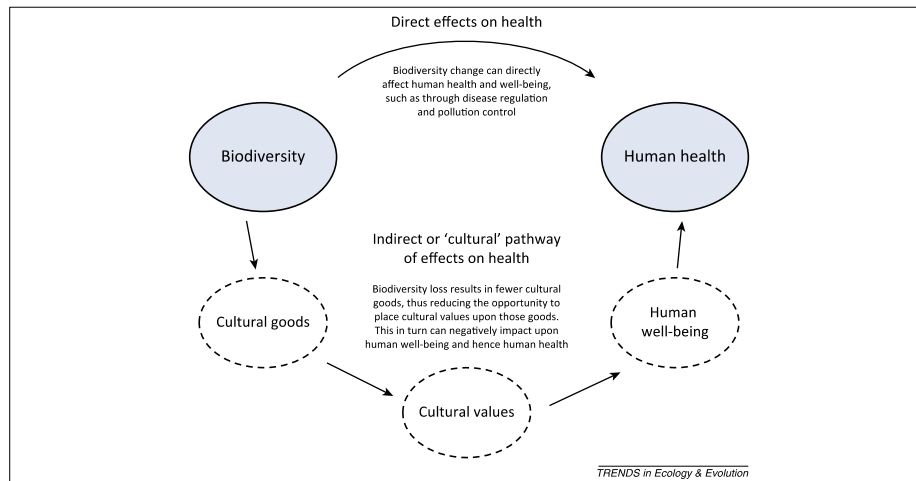 Direct effects on health
Biodiversity change can directly
affect human health and well-being,
such as through disease regulation
and pollution control
Biodiversity
Human health
Indirect or ‘cultural’ pathway
of effects on health
Biodiversity loss results in fewer cultural
goods, thus reducing the opportunity to
place cultural values upon those goods.
This in turn can negatively impact upon
human well-being and hence human health
Cultural goods
Human
well-being
Cultural values
TRENDS in Ecology & Evolution